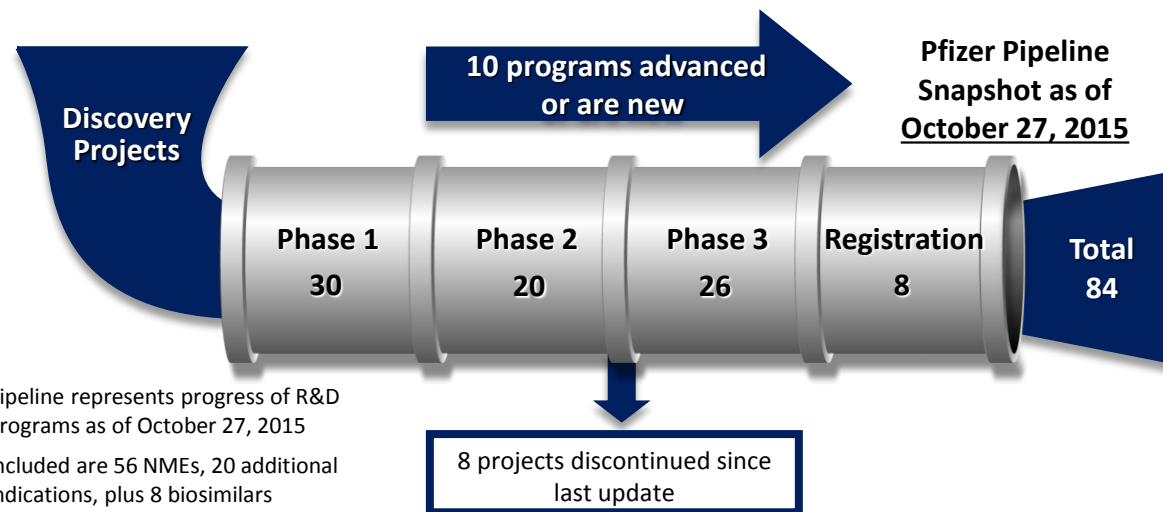 Discovery
Projects
10 programs advanced
or are new
Pfizer Pipeline
Snapshot as of
October 27, 2015
Phase 1
30
Phase 2
20
Phase 3
26
Registration
8
Total
84
ipeline represents progress of R&D
rograms as of October 27, 2015
ncluded are 56 NMEs, 20 additional
ndications, plus 8 biosimilars
8 projects discontinued since
last update